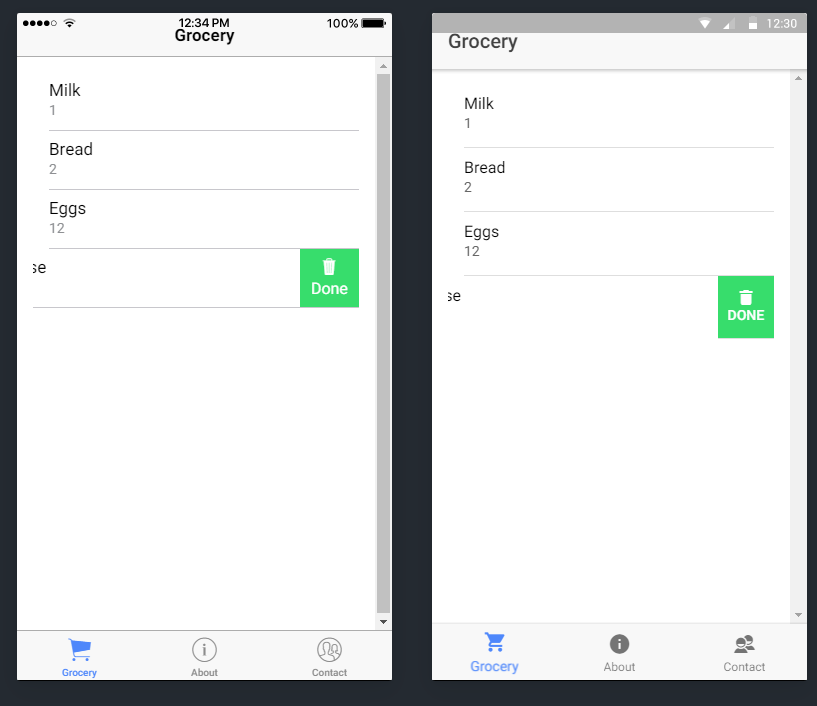 12:34 PM 100%
Grocery
Milk
1
Bread
2
Eggs
12
se
Done
Grocery About Contact
12:30
Grocery
Milk
1
Bread
2
Eggs
12
se
DONE
Grocery About Contact